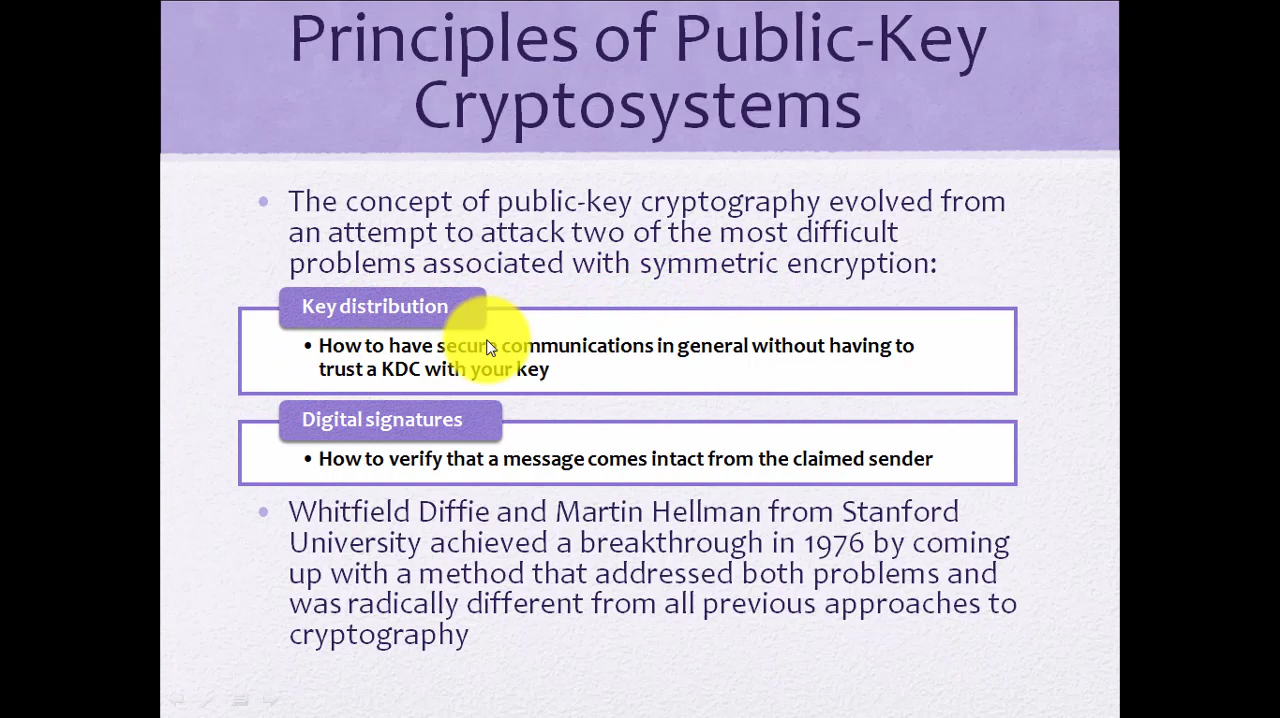 Principles of Public-Key
Cryptosystems
• The concept of public-key cryptography evolved from
an attempt to attack two of the most difficult
problems associated with symmetric encryption:
Key distribution
• How to have secure communications in general without having to
trust a KDC with your key
Digital signatures
• How to verify that a message comes intact from the claimed sender
• Whitfield Diffie and Martin Hellman from Stanford
University achieved a breakthrough in 1976 by coming
up with a method that addressed both problems and
was radically different from all previous approaches to
cryptography